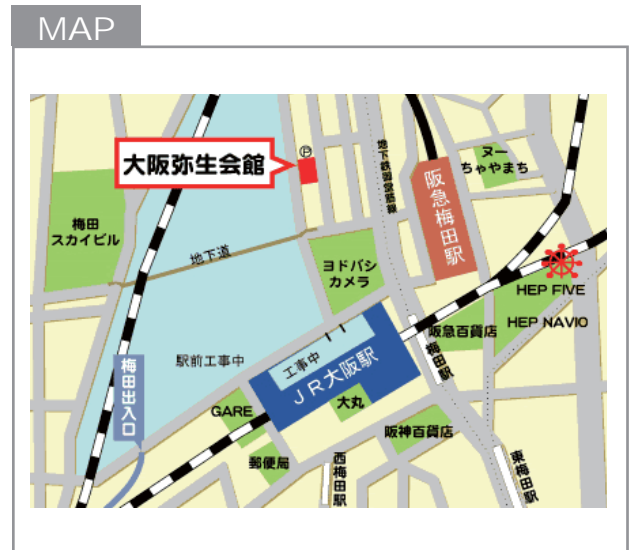 MAP
大阪弥生会館
Ⓟ
地下鉄御堂筋線
阪急梅田駅
ヌー
ちゃやまち
梅田
スカイビル
地下道
ヨドバシ
カメラ
HEP FIVE
HEP NAVIO
阪急百貨店
梅田駅
駅前工事中
工事中
JR大阪駅
梅田出入口
GARE
大丸
阪神百貨店
郵便局
西梅田駅
東梅田駅